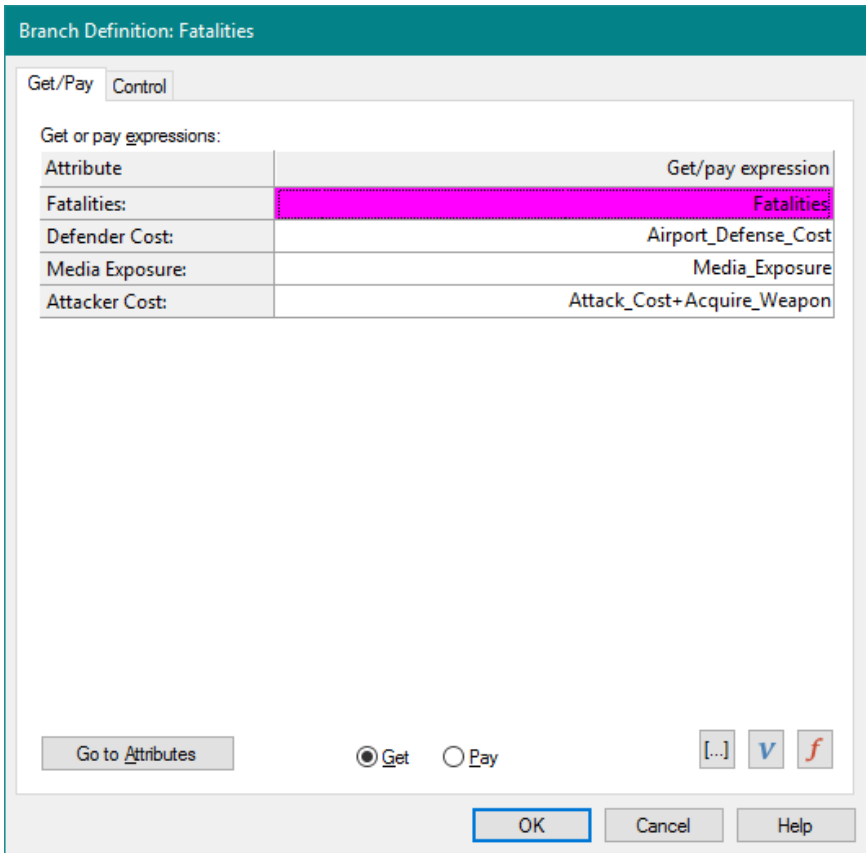 Branch Definition: Fatalities
Get/Pay Control
Get or pay expressions:
Attribute Get/pay expression
Fatalities: Fatalities
Defender Cost: Airport_Defense_Cost
Media Exposure: Media_Exposure
Attacker Cost: Attack_Cost+Acquire_Weapon
Go to Attributes Get Pay [...] V f
OK Cancel Help